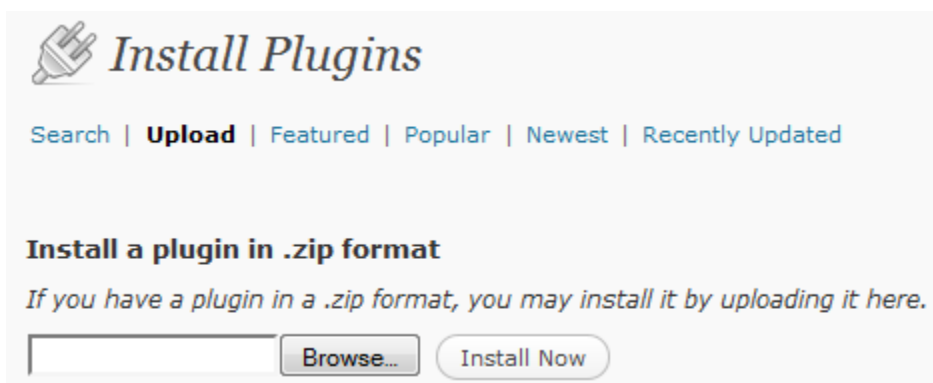 Install Plugins
Search | Upload | Featured | Popular | Newest | Recently Updated
Install a plugin in .zip format
If you have a plugin in a .zip format, you may install it by uploading it here.
Browse... Install Now